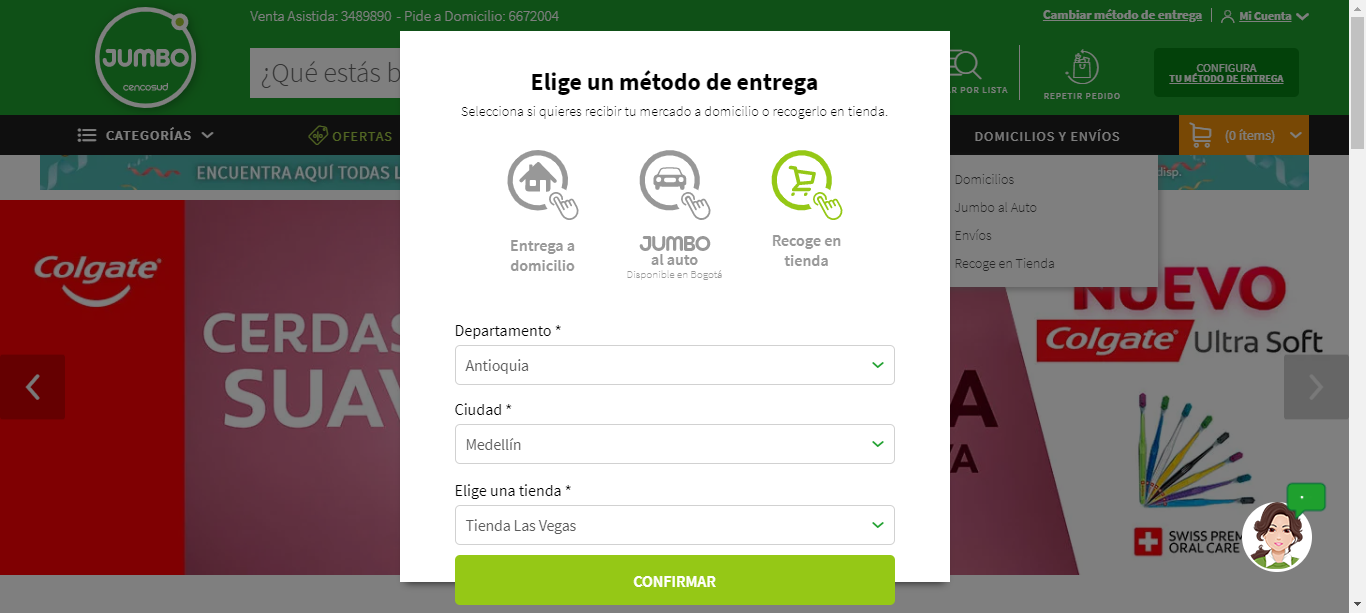 Venta Asistida: 3489890 - Pide a Domicilio: 6672004
Cambiar método de entrega
Mi Cuenta
JUMBO
cencosud
¿Qué estás b
R POR LISTA
REPETIR PEDIDO
CONFIGURA
TU MÉTODO DE ENTREGA
CATEGORÍAS
OFERTAS
DOMICILIOS Y ENVÍOS
(0 ítems)
ENCUENTRA AQUÍ TODAS L
disp.
Domicilios
Jumbo al Auto
Envíos
Recoge en Tienda
Elige un método de entrega
Selecciona si quieres recibir tu mercado a domicilio o recogerlo en tienda.
Entrega a
domicilio
JUMBO
al auto
Disponible en Bogotá
Recoge en
tienda
Departamento *
Antioquia
Ciudad *
Medellín
Elige una tienda *
Tienda Las Vegas
CONFIRMAR
Colgate
CERDAS
SUAV
A
VA
NUEVO
Colgate Ultra Soft
SWISS PREM
ORAL CARE